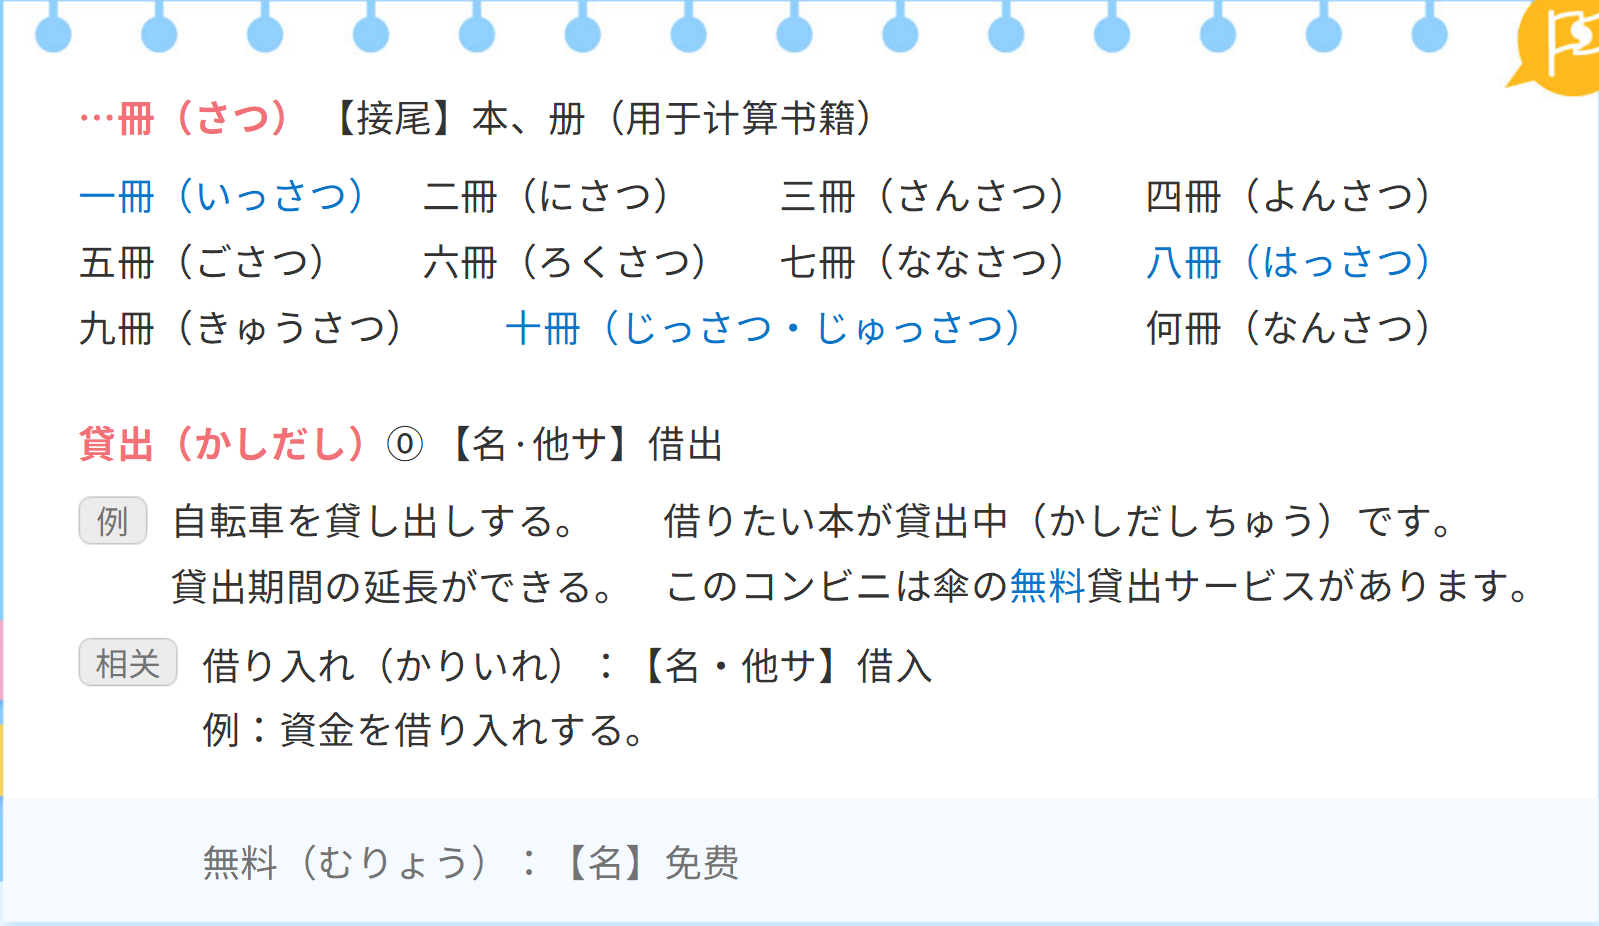 …冊（さつ） 【接尾】本、册（用于计算书籍）
一冊（いっさつ） 二冊（にさつ） 三冊（さんさつ） 四冊（よんさつ）
五冊（ごさつ） 六冊（ろくさつ） 七冊（ななさつ） 八冊（はっさつ）
九冊（きゅうさつ） 十冊（じっさつ・じゅっさつ） 何冊（なんさつ）
貸出（かしだし）⓪ 【名·他サ】借出
例 自転車を貸し出しする。 借りたい本が貸出中（かしだしちゅう）です。
貸出期間の延長ができる。 このコンビニは傘の無料貸出サービスがあります。
相关 借り入れ（かりいれ）：【名・他サ】借入
例：資金を借り入れする。
無料（むりょう）：【名】免费